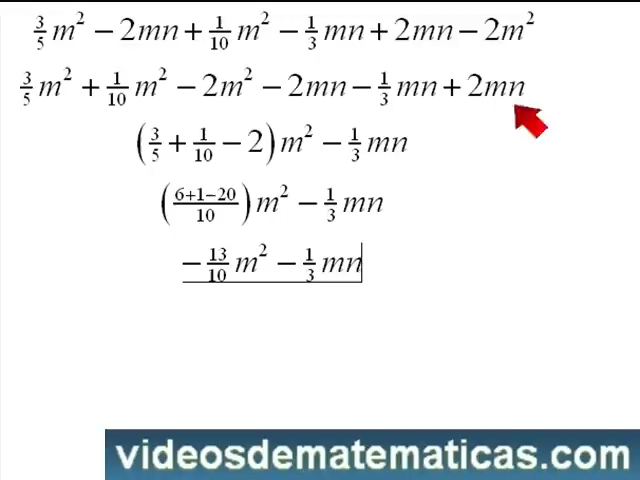 3/5 m² − 2mn + 1/10 m² − 1/3 mn + 2mn − 2m²
3/5 m² + 1/10 m² − 2m² − 2mn − 1/3 mn + 2mn
(3/5 + 1/10 − 2) m² − 1/3 mn
(6+1−20/10) m² − 1/3 mn
− 13/10 m² − 1/3 mn
videosdematematicas.com